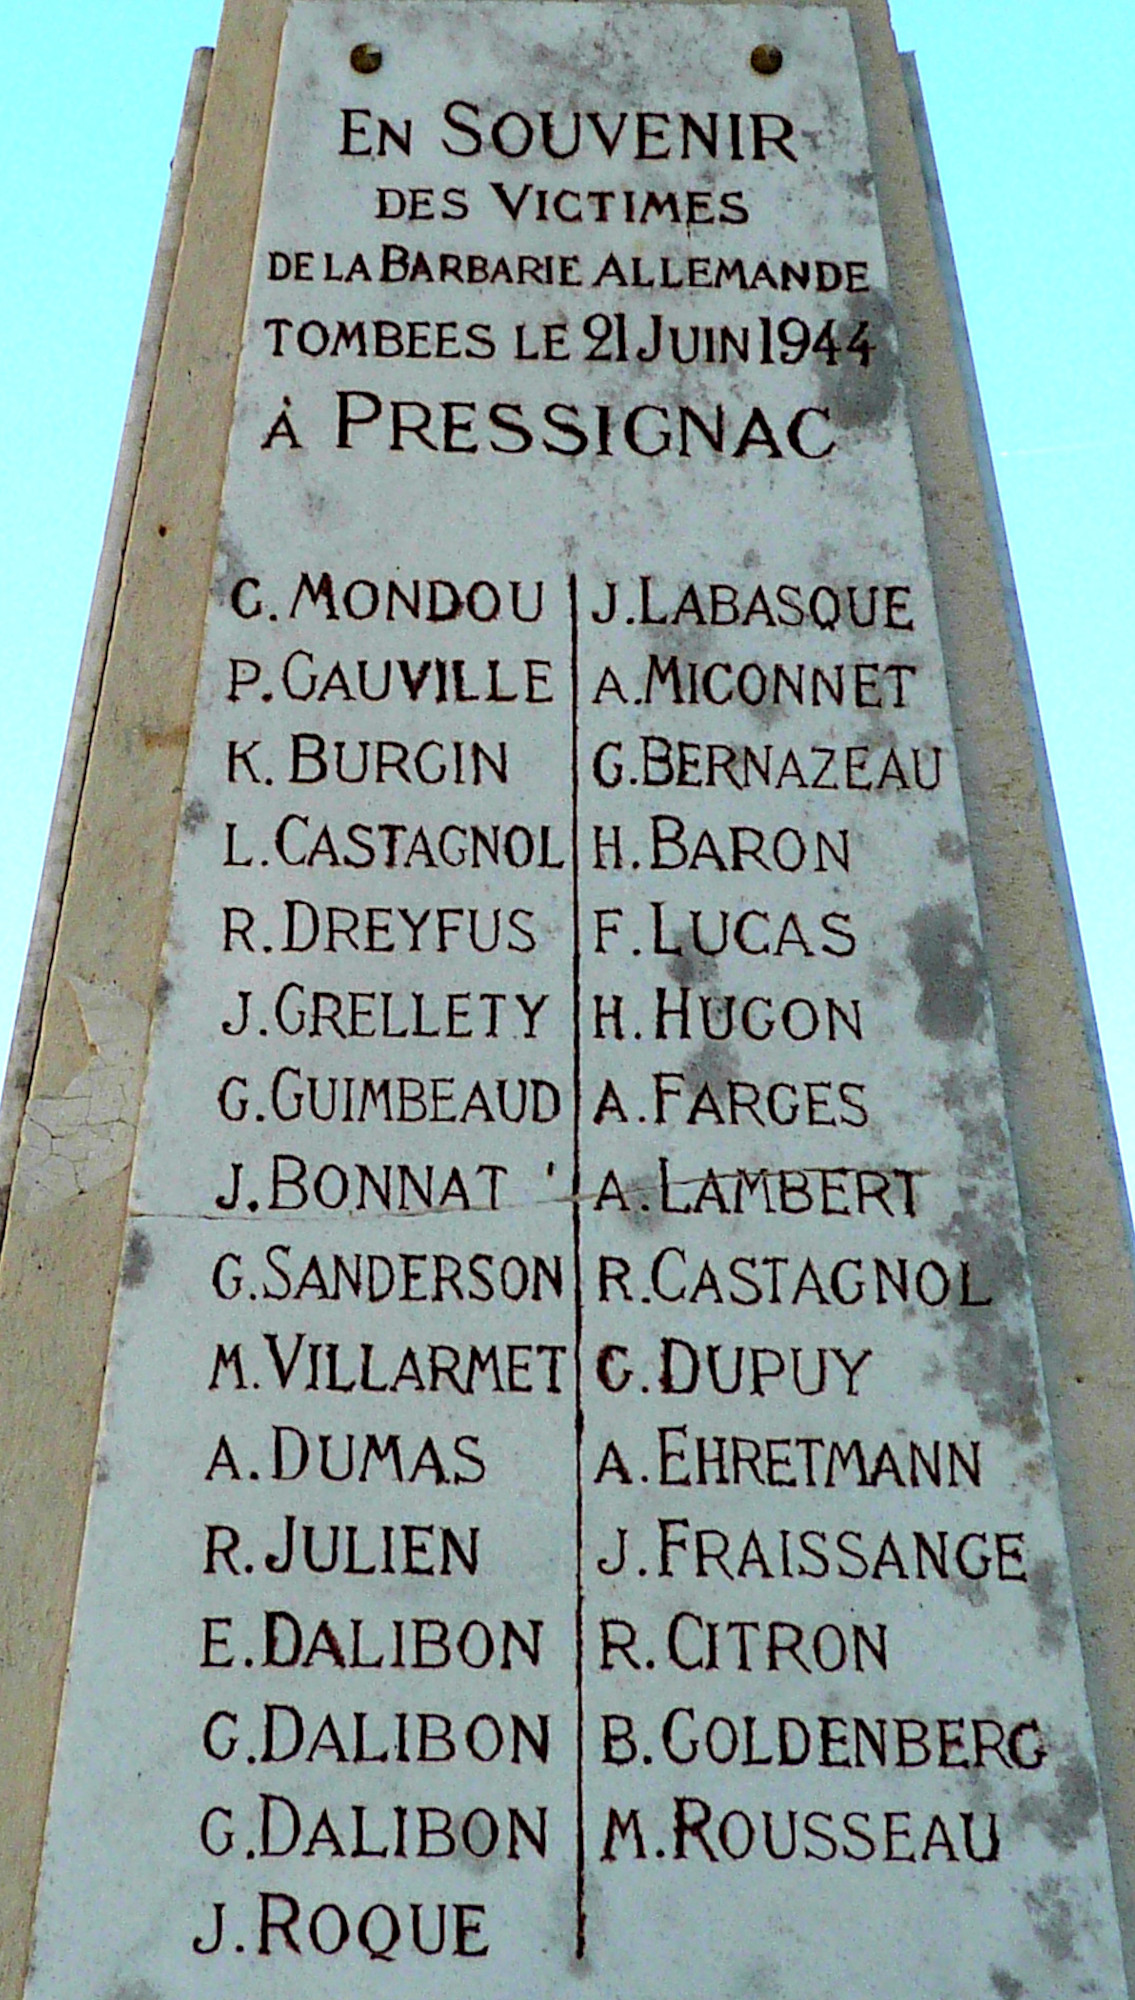 EN SOUVENIR
DES VICTIMES
DE LA BARBARIE ALLEMANDE
TOMBEES LE 21 JUIN 1944
À PRESSIGNAC
G. MONDOU
P. GAUVILLE
K. BURGIN
L. CASTAGNOL
R. DREYFUS
J. GRELLETY
G. GUIMBEAUD
J. BONNAT
G. SANDERSON
M. VILLARMET
A. DUMAS
R. JULIEN
E. DALIBON
G. DALIBON
G. DALIBON
J. ROQUE
J. LABASQUE
A. MICONNET
G. BERNAZEAU
H. BARON
F. LUCAS
H. HUGON
A. FARGES
A. LAMBERT
R. CASTAGNOL
G. DUPUY
A. EHRETMANN
J. FRAISSANGE
R. CITRON
B. GOLDENBERG
M. ROUSSEAU